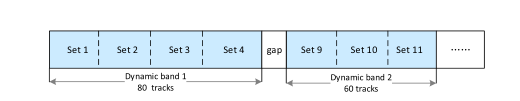 Set 1 Set 2 Set 3 Set 4 gap Set 9 Set 10 Set 11 ……
Dynamic band 1 Dynamic band 2
80 tracks 60 tracks